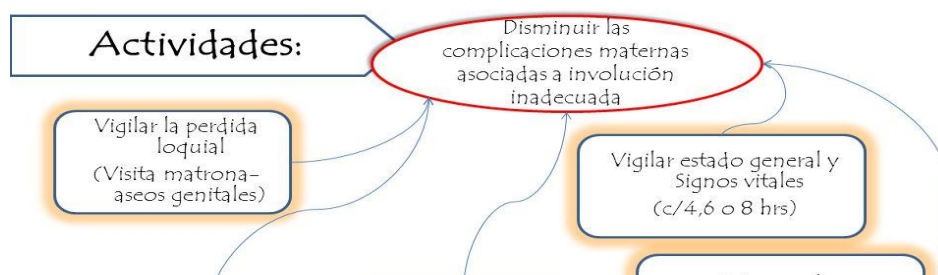 Actividades:
Disminuir las
complicaciones maternas
asociadas a involución
inadecuada
Vigilar la perdida
loquial
(Visita matrona-
aseos genitales)
Vigilar estado general y
Signos vitales
(c/4,6 o 8 hrs)